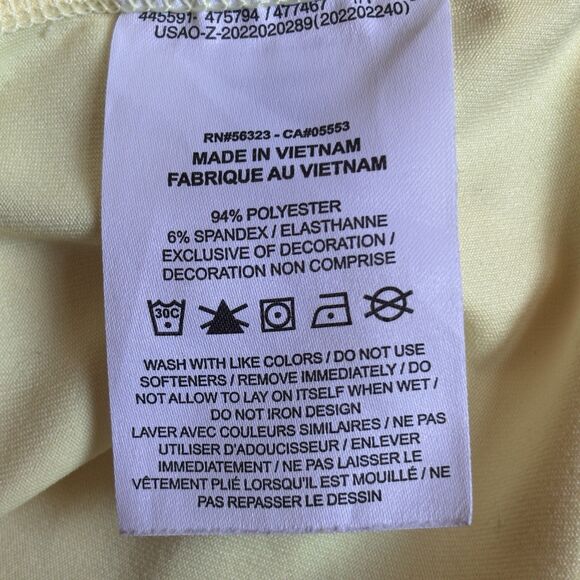 445591- 475794 / 477467
USAO-Z-2022020289(202202240)
RN#56323 - CA#05553
MADE IN VIETNAM
FABRIQUE AU VIETNAM
94% POLYESTER
6% SPANDEX / ELASTHANNE
EXCLUSIVE OF DECORATION /
DECORATION NON COMPRISE
30C
WASH WITH LIKE COLORS / DO NOT USE
SOFTENERS / REMOVE IMMEDIATELY / DO
NOT ALLOW TO LAY ON ITSELF WHEN WET /
DO NOT IRON DESIGN
LAVER AVEC COULEURS SIMILAIRES / NE PAS
UTILISER D'ADOUCISSEUR / ENLEVER
IMMEDIATEMENT / NE PAS LAISSER LE
VÊTEMENT PLIÉ LORSQU'IL EST MOUILLÉ / NE
PAS REPASSER LE DESSIN